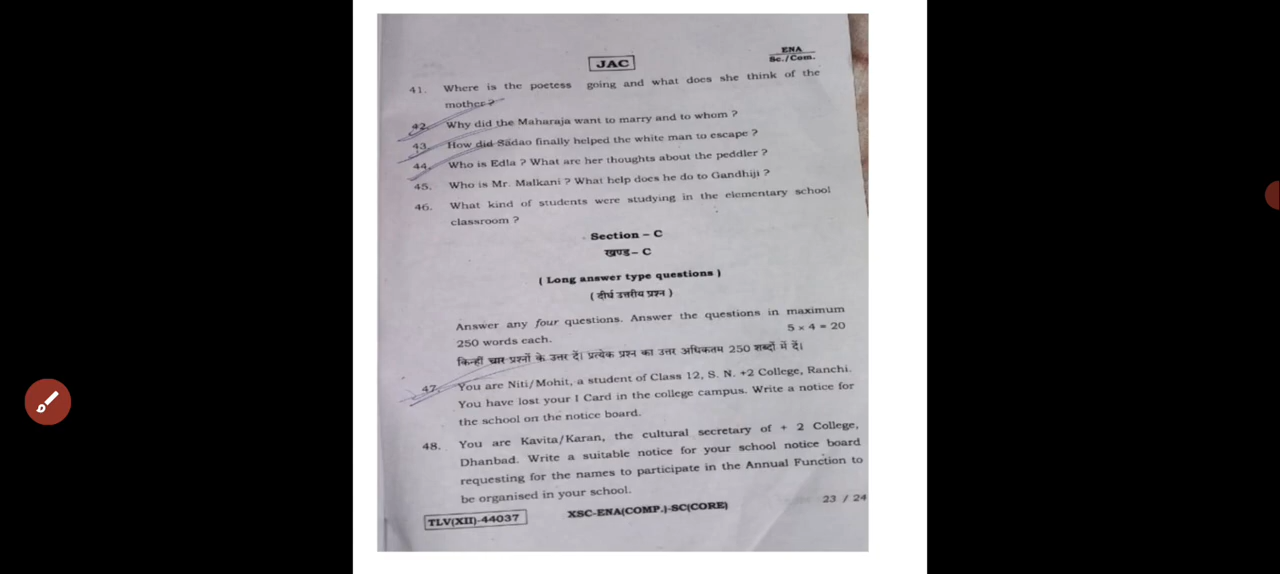 JAC
ENA
Sc./Com.
41. Where is the poetess going and what does she think of the
mother ?
42. Why did the Maharaja want to marry and to whom ?
43. How did Sadao finally helped the white man to escape ?
44. Who is Edla ? What are her thoughts about the peddler ?
45. Who is Mr. Malkani ? What help does he do to Gandhiji ?
46. What kind of students were studying in the elementary school
classroom ?
Section – C
खण्ड – C
( Long answer type questions )
( दीर्घ उत्तरीय प्रश्न )
Answer any four questions. Answer the questions in maximum
250 words each. 5 × 4 = 20
किन्हीं चार प्रश्नों के उत्तर दें। प्रत्येक प्रश्न का उत्तर अधिकतम 250 शब्दों में दें।
47. You are Niti/Mohit, a student of Class 12, S. N. +2 College, Ranchi.
You have lost your I Card in the college campus. Write a notice for
the school on the notice board.
48. You are Kavita/Karan, the cultural secretary of + 2 College,
Dhanbad. Write a suitable notice for your school notice board
requesting for the names to participate in the Annual Function to
be organised in your school.
TLV(XII)-44037 XSC-ENA(COMP.)-SC(CORE) 23 / 24